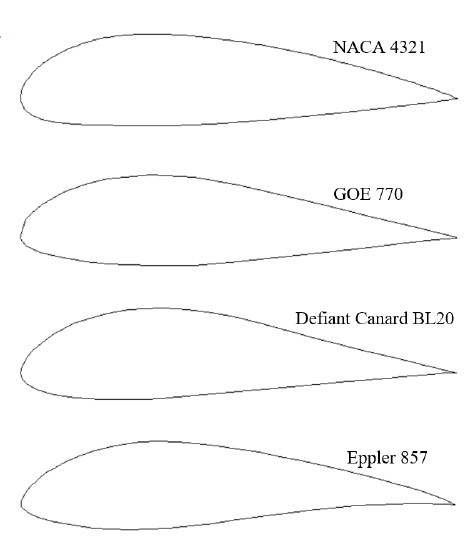 NACA 4321
GOE 770
Defiant Canard BL20
Eppler 857